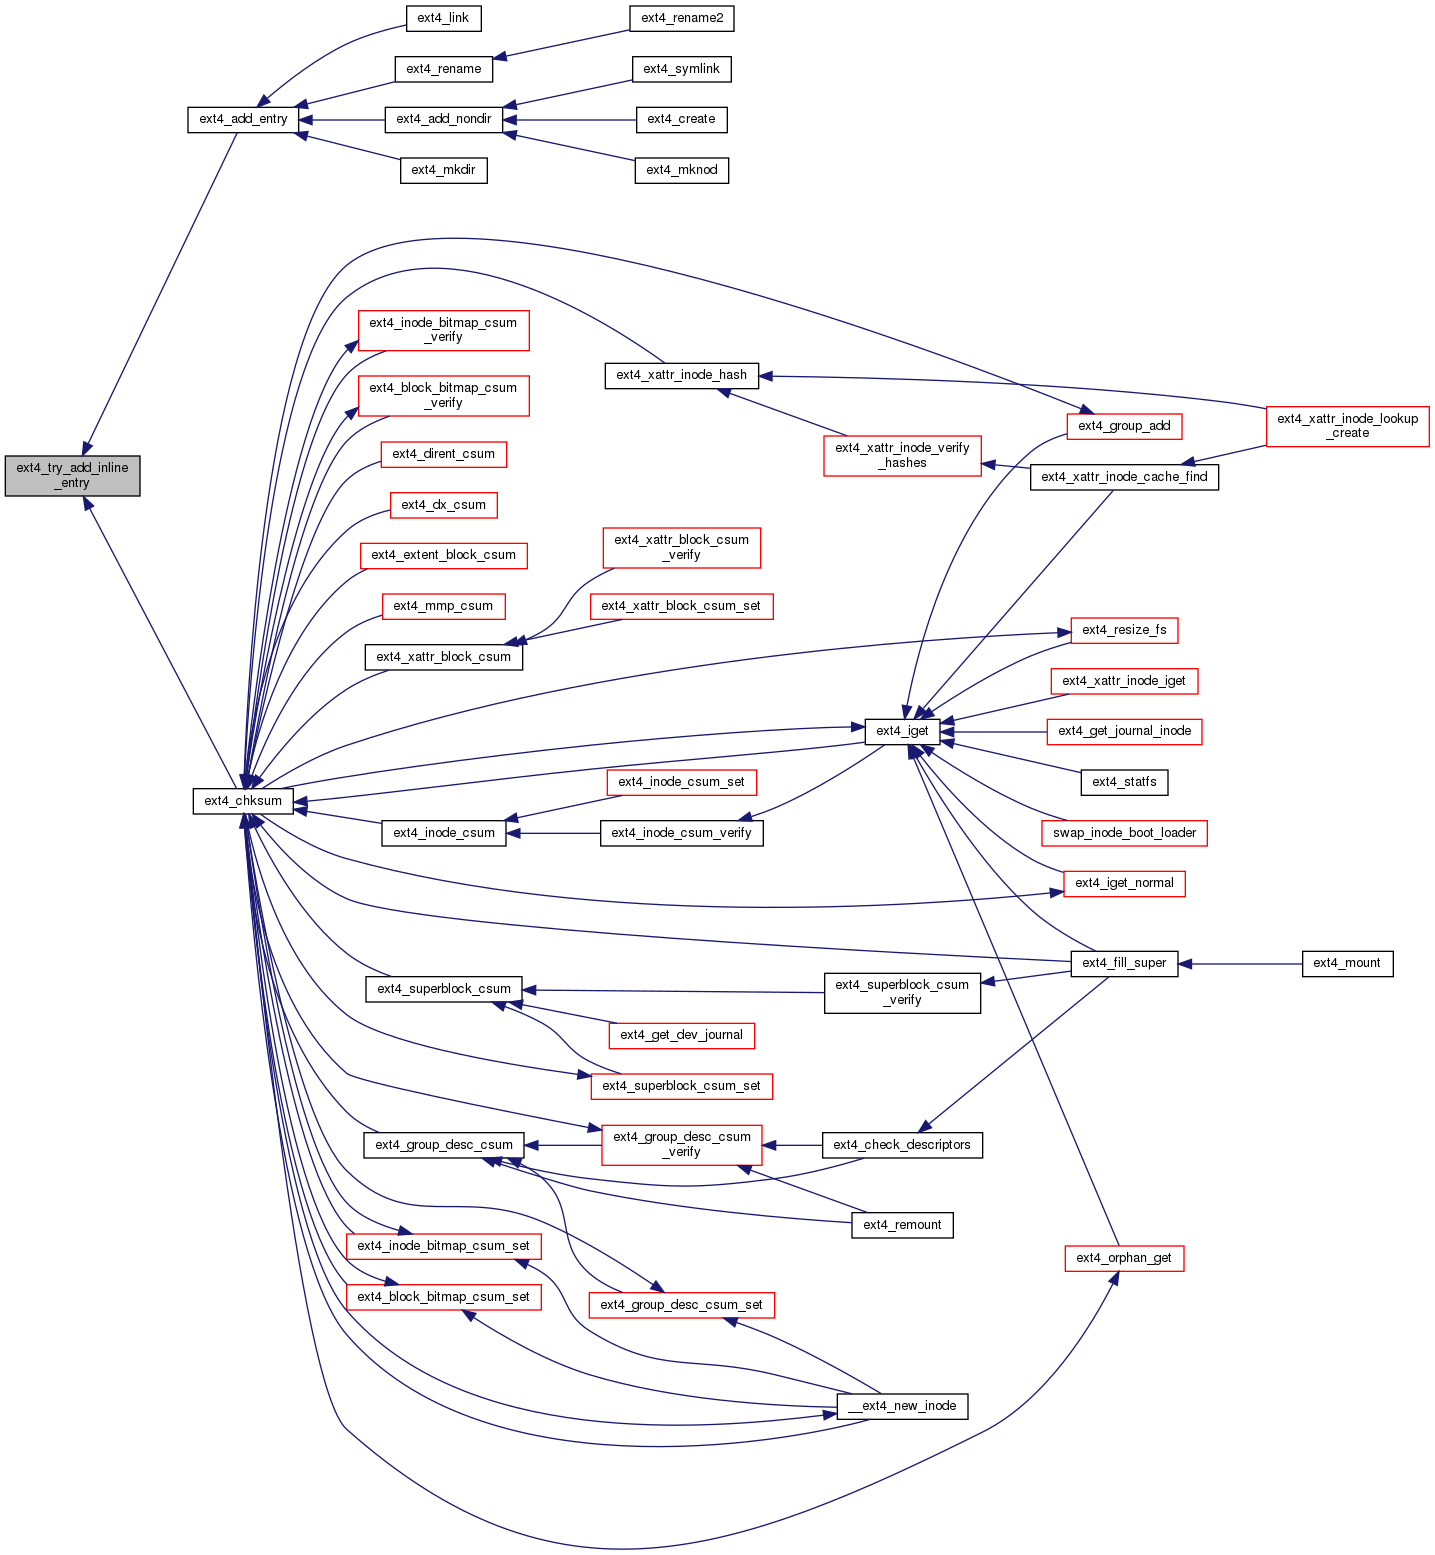 ext4_link
ext4_rename2
ext4_rename
ext4_symlink
ext4_add_entry
ext4_add_nondir
ext4_create
ext4_mkdir
ext4_mknod
ext4_inode_bitmap_csum
_verify
ext4_xattr_inode_hash
ext4_block_bitmap_csum
_verify
ext4_group_add
ext4_xattr_inode_lookup
_create
ext4_dirent_csum
ext4_xattr_inode_verify
_hashes
ext4_try_add_inline
_entry
ext4_xattr_inode_cache_find
ext4_dx_csum
ext4_extent_block_csum
ext4_xattr_block_csum
_verify
ext4_mmp_csum
ext4_xattr_block_csum_set
ext4_resize_fs
ext4_xattr_block_csum
ext4_xattr_inode_iget
ext4_iget
ext4_get_journal_inode
ext4_inode_csum_set
ext4_statfs
ext4_chksum
ext4_inode_csum
ext4_inode_csum_verify
swap_inode_boot_loader
ext4_iget_normal
ext4_fill_super
ext4_mount
ext4_superblock_csum
ext4_superblock_csum
_verify
ext4_get_dev_journal
ext4_superblock_csum_set
ext4_group_desc_csum
ext4_group_desc_csum
_verify
ext4_check_descriptors
ext4_remount
ext4_inode_bitmap_csum_set
ext4_orphan_get
ext4_block_bitmap_csum_set
ext4_group_desc_csum_set
__ext4_new_inode